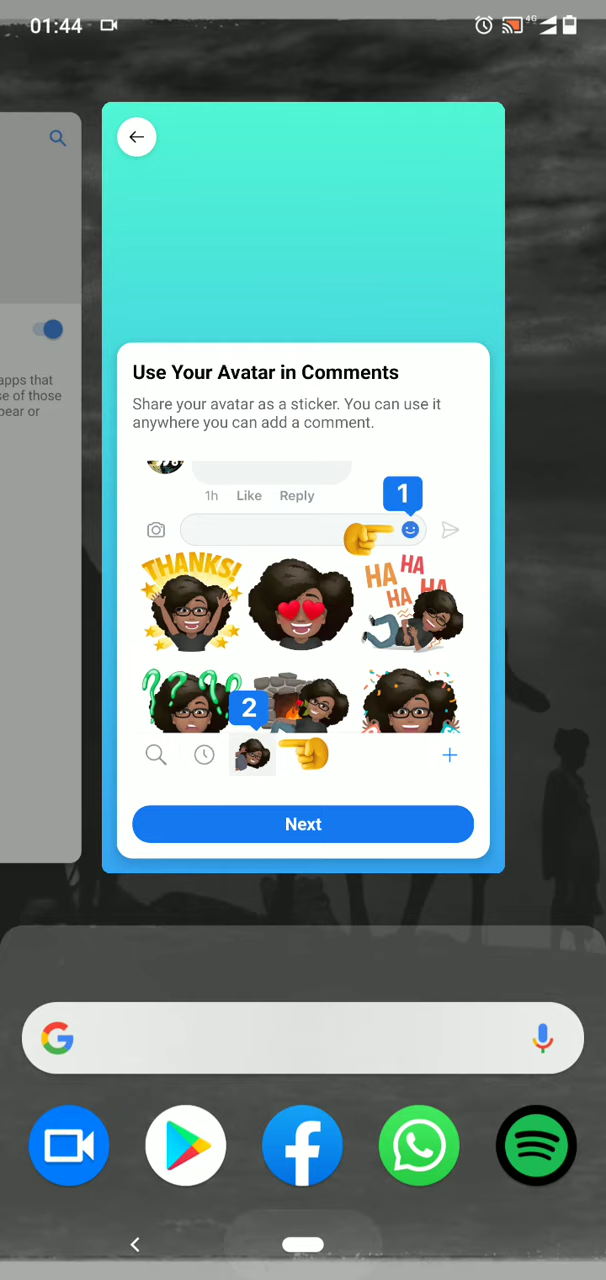 01:44
4G
apps that
se of those
pear or
Use Your Avatar in Comments
Share your avatar as a sticker. You can use it
anywhere you can add a comment.
1h Like Reply
1
THANKS!
HA HA
HA HA
????
2
Next